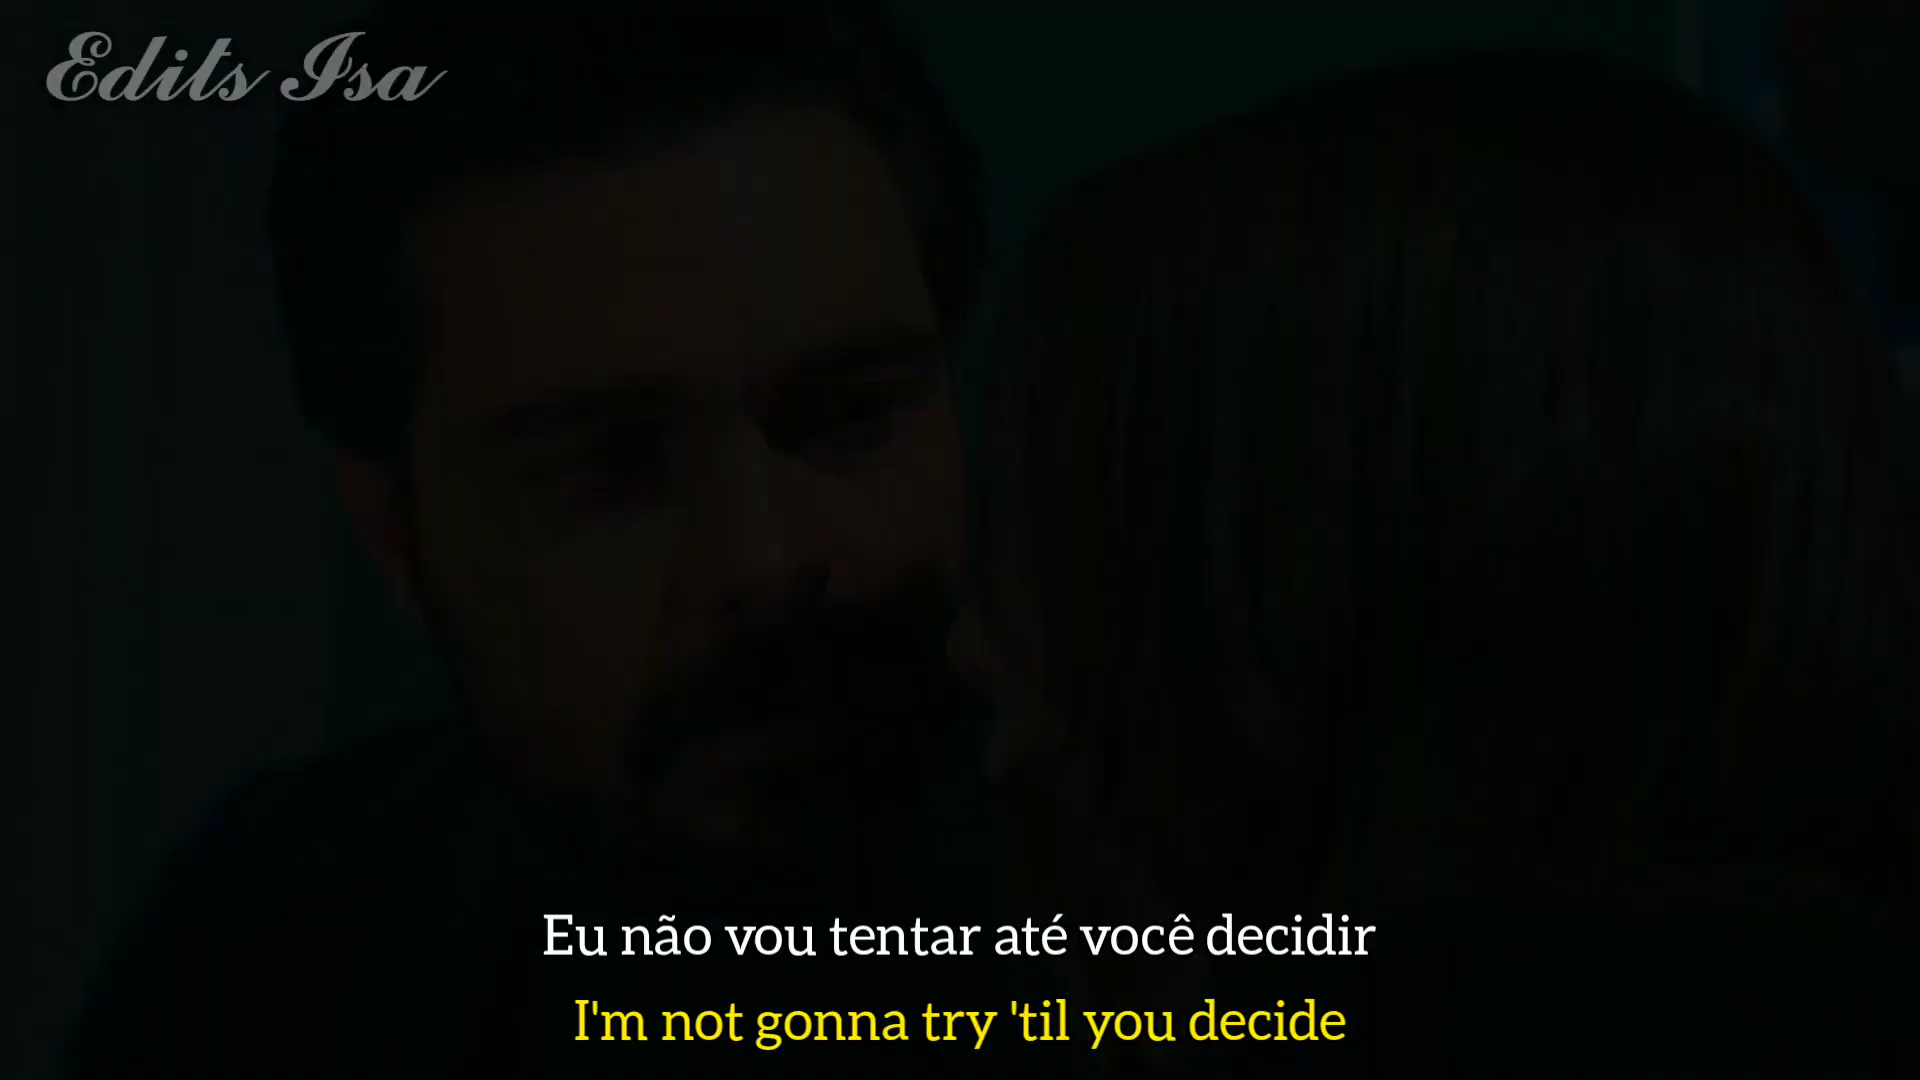 Edits Isa
Eu não vou tentar até você decidir
I'm not gonna try 'til you decide